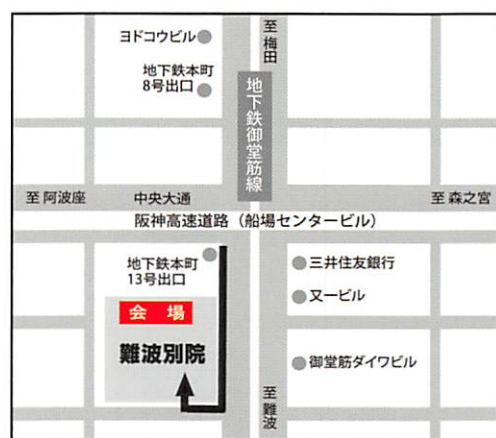 ヨドコウビル
至梅田
地下鉄本町
8号出口
地下鉄御堂筋線
至 阿波座
中央大通
至 森之宮
阪神高速道路（船場センタービル）
地下鉄本町
13号出口
三井住友銀行
会 場
又一ビル
難波別院
御堂筋ダイワビル
至難波